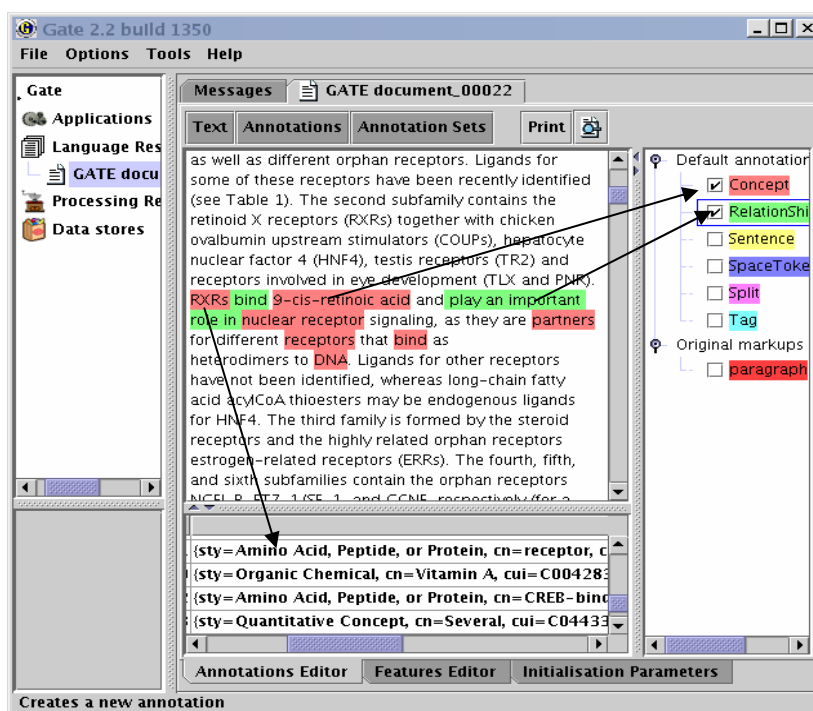 Gate 2.2 build 1350
File Options Tools Help
Gate
Applications
Language Res
GATE docu
Processing Re
Data stores
Messages GATE document_00022
Text Annotations Annotation Sets Print
as well as different orphan receptors. Ligands for
some of these receptors have been recently identified
(see Table 1). The second subfamily contains the
retinoid X receptors (RXRs) together with chicken
ovalbumin upstream stimulators (COUPs), hepatocyte
nuclear factor 4 (HNF4), testis receptors (TR2) and
receptors involved in eye development (TLX and PNR).
RXRs bind 9-cis-retinoic acid and play an important
role in nuclear receptor signaling, as they are partners
for different receptors that bind as
heterodimers to DNA. Ligands for other receptors
have not been identified, whereas long-chain fatty
acid acylCoA thioesters may be endogenous ligands
for HNF4. The third family is formed by the steroid
receptors and the highly related orphan receptors
estrogen-related receptors (ERRs). The fourth, fifth,
and sixth subfamilies contain the orphan receptors
{sty=Amino Acid, Peptide, or Protein, cn=receptor, c
{sty=Organic Chemical, cn=Vitamin A, cui=C004283
{sty=Amino Acid, Peptide, or Protein, cn=CREB-bind
{sty=Quantitative Concept, cn=Several, cui=C04433
Default annotation
Concept
RelationShi
Sentence
SpaceToke
Split
Tag
Original markups
paragraph
Annotations Editor Features Editor Initialisation Parameters
Creates a new annotation